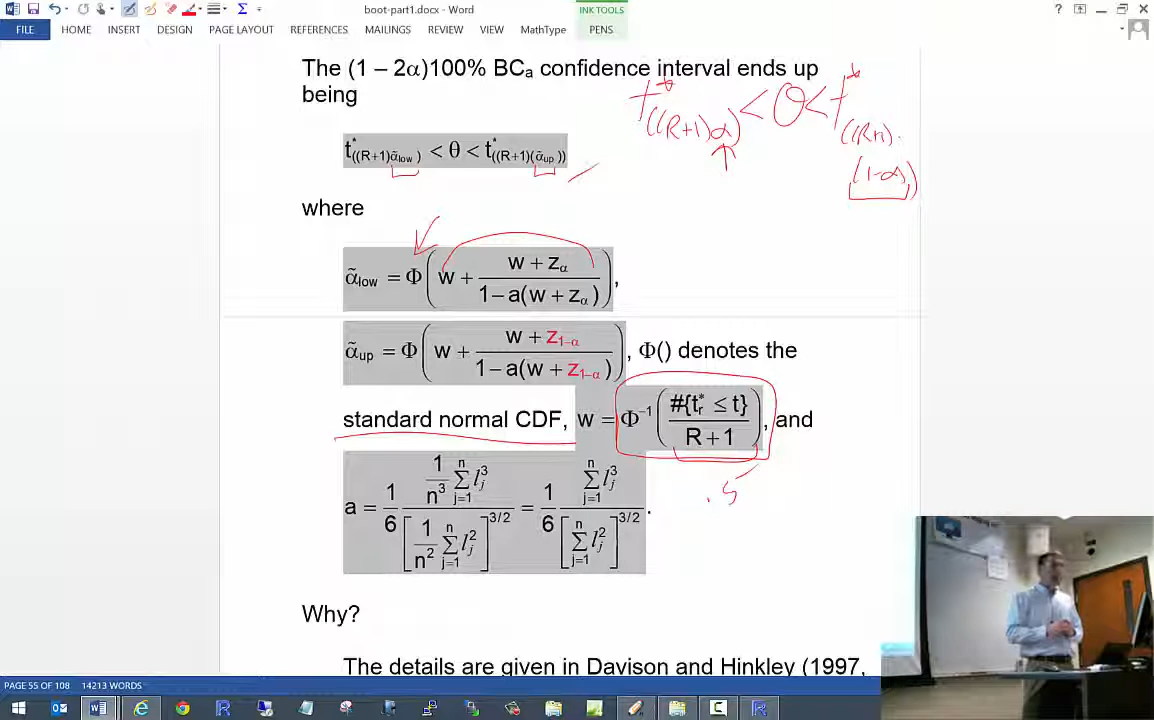 boot-part1.docx - Word
INK TOOLS
FILE HOME INSERT DESIGN PAGE LAYOUT REFERENCES MAILINGS REVIEW VIEW MathType PENS
The (1 – 2α)100% BCₐ confidence interval ends up
being
t*((R+1)α) < θ < t*((R+1)·(1-α))
t*((R+1)α̃low) < θ < t*((R+1)(α̃up))
where
α̃low = Φ(w + (w + zα)/(1 – a(w + zα))),
α̃up = Φ(w + (w + z1–α)/(1 – a(w + z1–α))), Φ() denotes the
standard normal CDF, w = Φ⁻¹(#{tr* ≤ t}/(R + 1)), and
.5
a = 1/6 (1/n³ Σj=1n lj³)/[1/n² Σj=1n lj²]^3/2 = 1/6 (Σj=1n lj³)/[Σj=1n lj²]^3/2.
Why?
The details are given in Davison and Hinkley (1997,
PAGE 55 OF 108 14213 WORDS